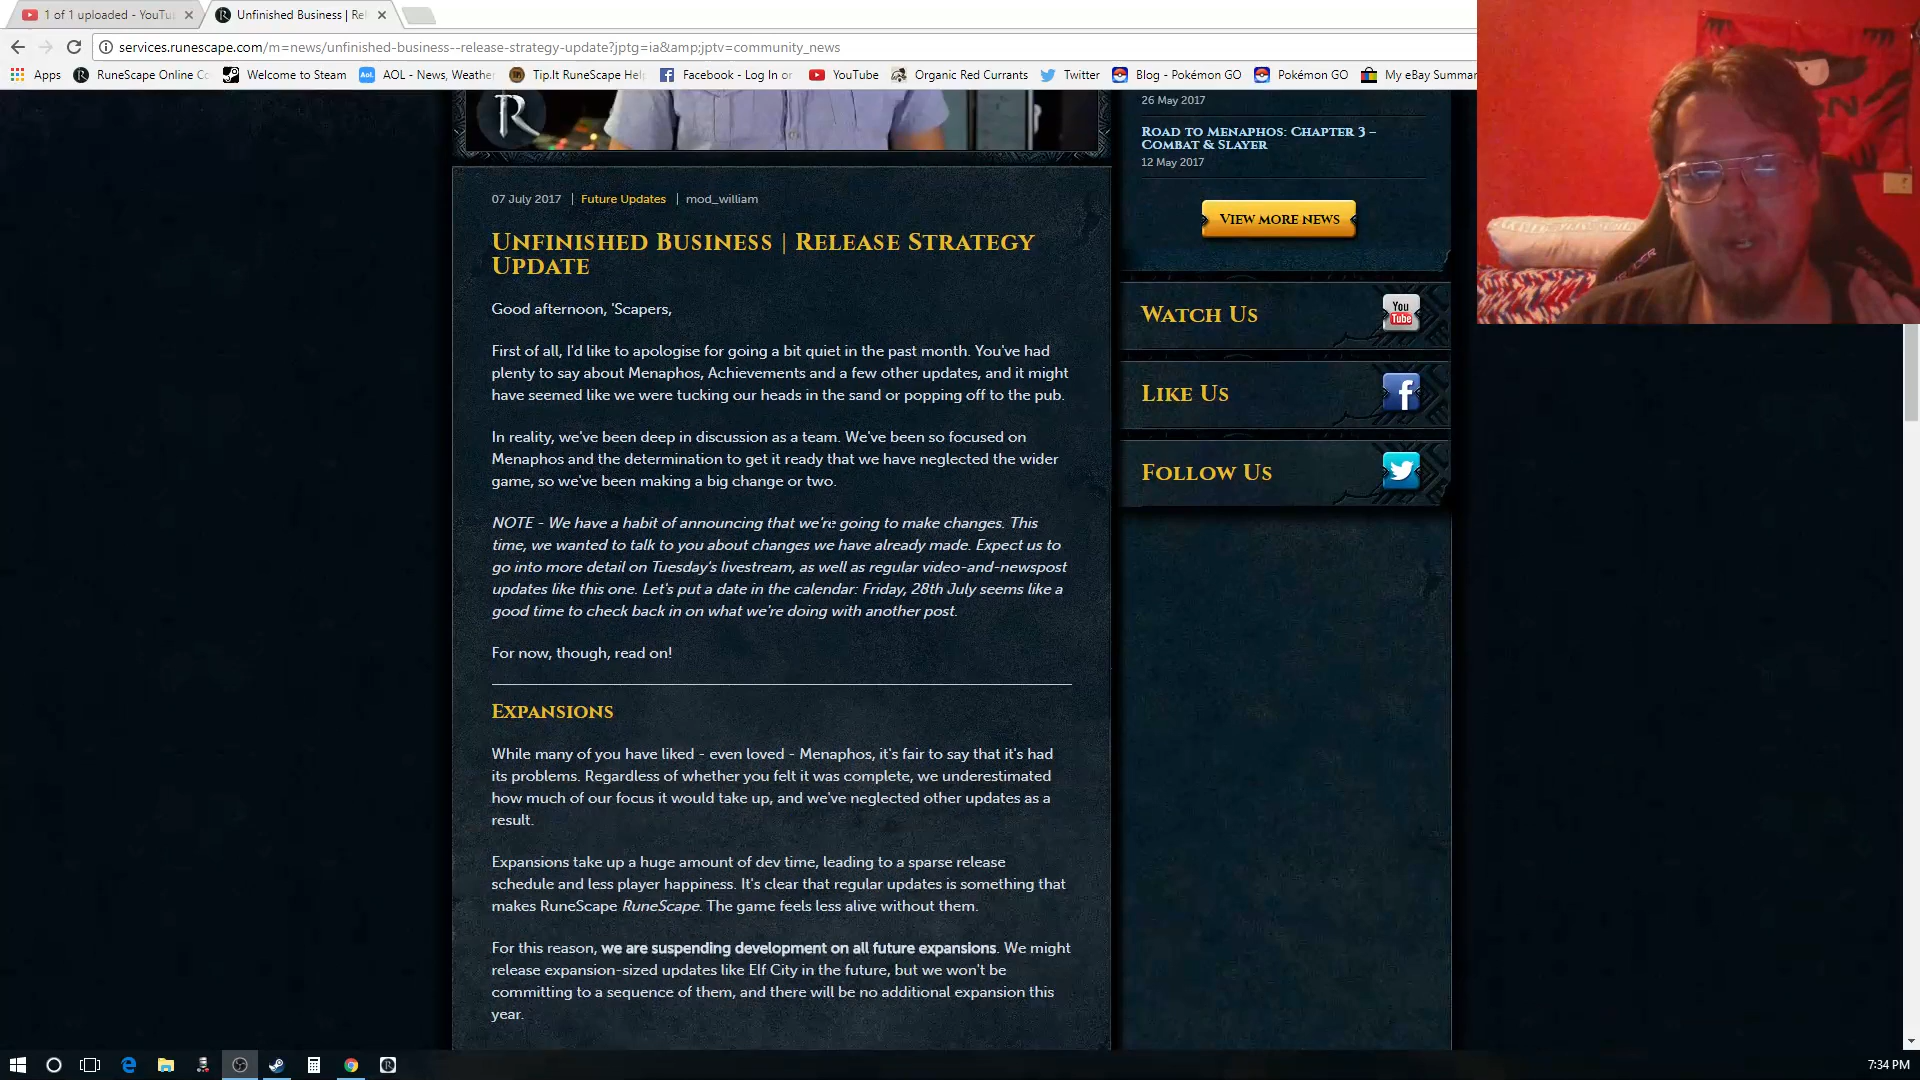 1 of 1 uploaded - YouTu
Unfinished Business | Re
services.runescape.com/m=news/unfinished-business--release-strategy-update?jptg=ia&amp;jptv=community_news
Apps
RuneScape Online Co
Welcome to Steam
Aol.
AOL - News, Weathe
Tip.It RuneScape Hel
Facebook - Log In or
YouTube
Organic Red Currants
Twitter
Blog - Pokémon GO
Pokémon GO
My eBay Summar
26 May 2017
Road to Menaphos: Chapter 3 –
Combat & Slayer
12 May 2017
View more news
Watch Us
You
Tube
Like Us
Follow Us
07 July 2017 | Future Updates | mod_william
Unfinished Business | Release Strategy
Update
Good afternoon, 'Scapers,
First of all, I'd like to apologise for going a bit quiet in the past month. You've had
plenty to say about Menaphos, Achievements and a few other updates, and it might
have seemed like we were tucking our heads in the sand or popping off to the pub.
In reality, we've been deep in discussion as a team. We've been so focused on
Menaphos and the determination to get it ready that we have neglected the wider
game, so we've been making a big change or two.
NOTE - We have a habit of announcing that we're going to make changes. This
time, we wanted to talk to you about changes we have already made. Expect us to
go into more detail on Tuesday's livestream, as well as regular video-and-newspost
updates like this one. Let's put a date in the calendar: Friday, 28th July seems like a
good time to check back in on what we're doing with another post.
For now, though, read on!
Expansions
While many of you have liked - even loved - Menaphos, it's fair to say that it's had
its problems. Regardless of whether you felt it was complete, we underestimated
how much of our focus it would take up, and we've neglected other updates as a
result.
Expansions take up a huge amount of dev time, leading to a sparse release
schedule and less player happiness. It's clear that regular updates is something that
makes RuneScape RuneScape. The game feels less alive without them.
For this reason, we are suspending development on all future expansions. We might
release expansion-sized updates like Elf City in the future, but we won't be
committing to a sequence of them, and there will be no additional expansion this
year.
7:34 PM